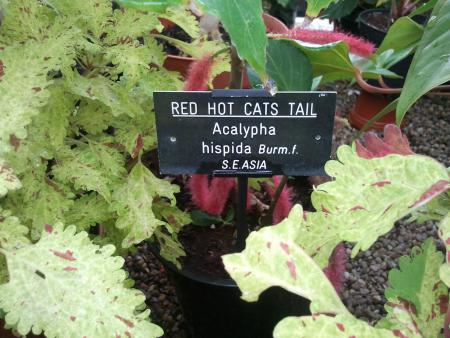 RED HOT CATS TAIL
Acalypha
hispida Burm.f.
S.E.ASIA